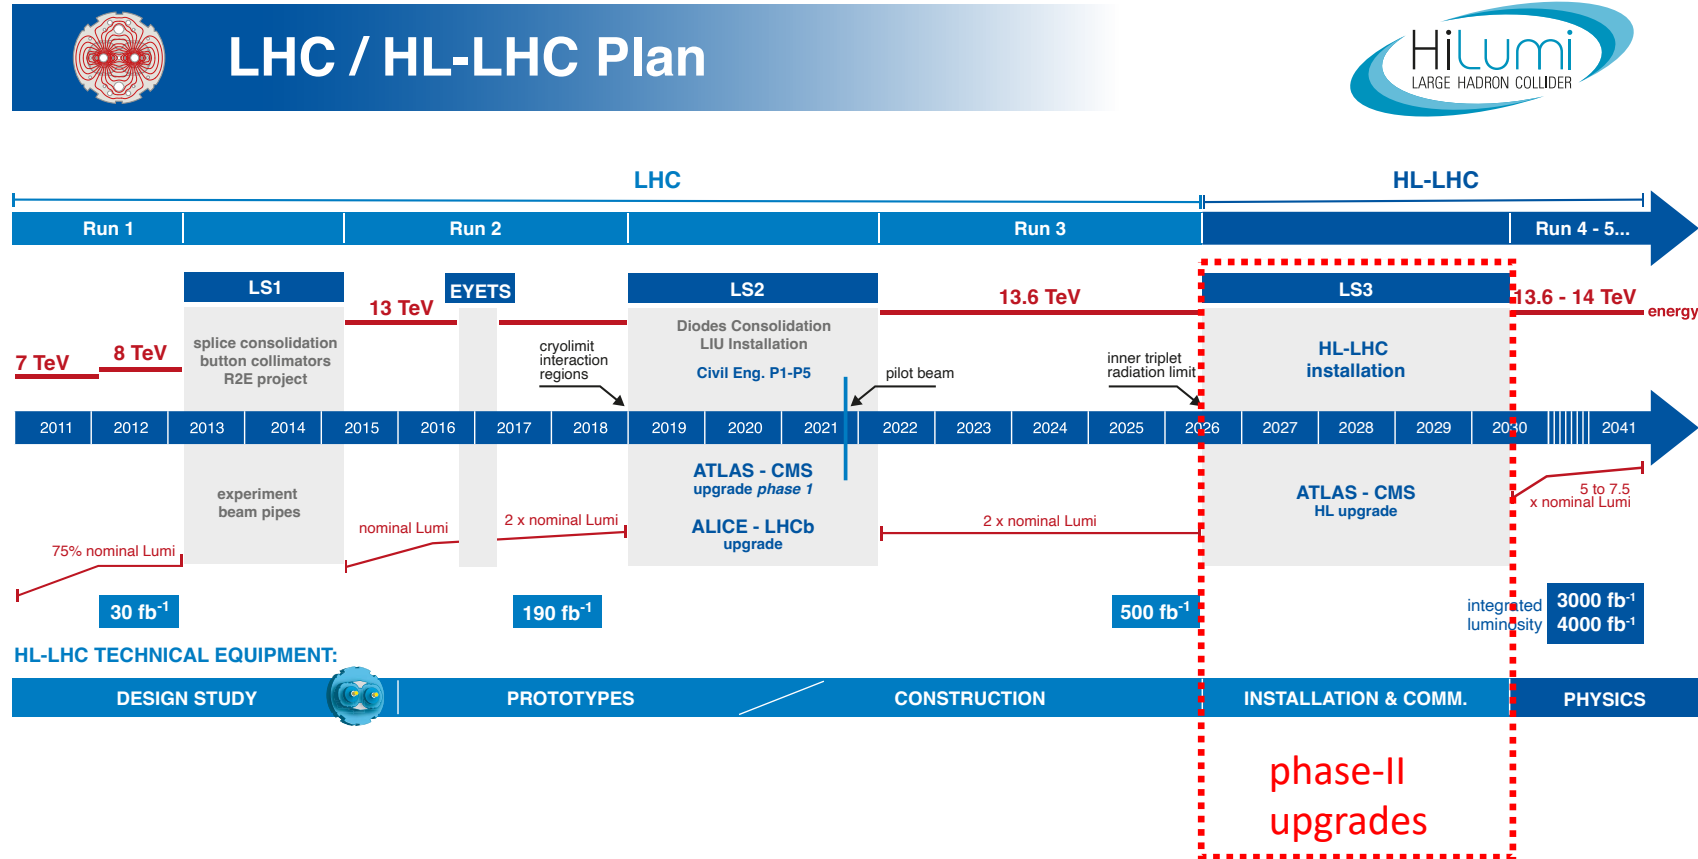 LHC / HL-LHC Plan
HiLumi
LARGE HADRON COLLIDER
LHC
HL-LHC
Run 1
Run 2
Run 3
Run 4 - 5...
LS1
EYETS
LS2
LS3
7 TeV
8 TeV
13 TeV
13.6 TeV
13.6 - 14 TeV
energy
splice consolidation
button collimators
R2E project
cryolimit
interaction
regions
Diodes Consolidation
LIU Installation
Civil Eng. P1-P5
pilot beam
inner triplet
radiation limit
HL-LHC
installation
2011 2012 2013 2014 2015 2016 2017 2018 2019 2020 2021 2022 2023 2024 2025 2026 2027 2028 2029 2030 2041
experiment
beam pipes
75% nominal Lumi
nominal Lumi
2 x nominal Lumi
ATLAS - CMS
upgrade phase 1
ALICE - LHCb
upgrade
2 x nominal Lumi
ATLAS - CMS
HL upgrade
5 to 7.5
x nominal Lumi
30 fb⁻¹
190 fb⁻¹
500 fb⁻¹
integrated
luminosity
3000 fb⁻¹
4000 fb⁻¹
HL-LHC TECHNICAL EQUIPMENT:
DESIGN STUDY
PROTOTYPES
CONSTRUCTION
INSTALLATION & COMM.
PHYSICS
phase-II
upgrades